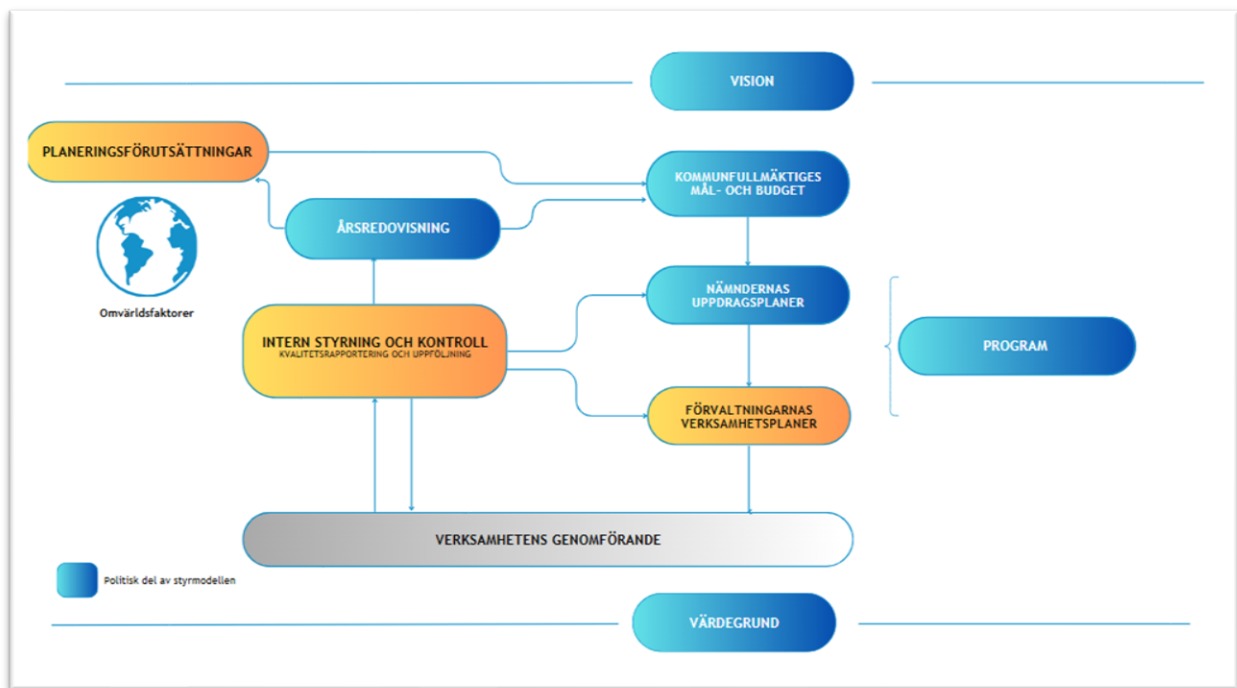 VISION
PLANERINGSFÖRUTSÄTTNINGAR
KOMMUNFULLMÄKTIGES
MÅL- OCH BUDGET
ÅRSREDOVISNING
Omvärldsfaktorer
NÄMNDERNAS
UPPDRAGSPLANER
INTERN STYRNING OCH KONTROLL
KVALITETSRAPPORTERING OCH UPPFÖLJNING
PROGRAM
FÖRVALTNINGARNAS
VERKSAMHETSPLANER
VERKSAMHETENS GENOMFÖRANDE
Politisk del av styrmodellen
VÄRDEGRUND